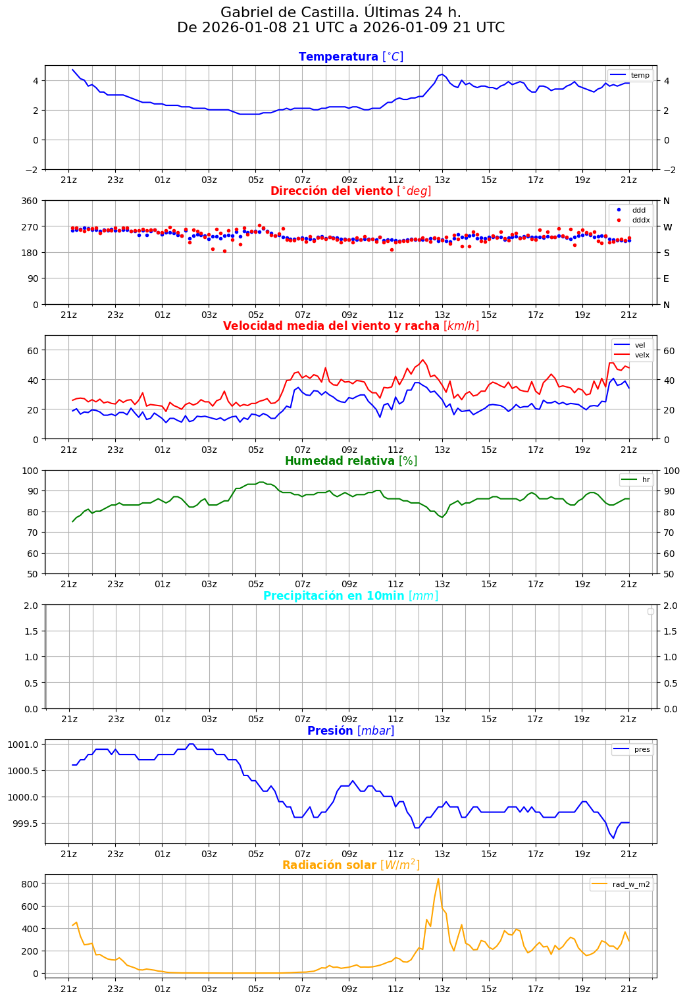 Gabriel de Castilla. Últimas 24 h.
De 2026-01-08 21 UTC a 2026-01-09 21 UTC
Temperatura [°C]
4
2
0
−2
temp
4
2
0
−2
21z 23z 01z 03z 05z 07z 09z 11z 13z 15z 17z 19z 21z
Dirección del viento [°deg]
360
270
180
90
0
ddd
dddx
N
W
S
E
N
21z 23z 01z 03z 05z 07z 09z 11z 13z 15z 17z 19z 21z
Velocidad media del viento y racha [km/h]
60
40
20
0
vel
velx
60
40
20
0
21z 23z 01z 03z 05z 07z 09z 11z 13z 15z 17z 19z 21z
Humedad relativa [%]
100
90
80
70
60
50
hr
100
90
80
70
60
50
21z 23z 01z 03z 05z 07z 09z 11z 13z 15z 17z 19z 21z
Precipitación en 10min [mm]
2.0
1.5
1.0
0.5
0.0
2.0
1.5
1.0
0.5
0.0
21z 23z 01z 03z 05z 07z 09z 11z 13z 15z 17z 19z 21z
Presión [mbar]
1001.0
1000.5
1000.0
999.5
pres
21z 23z 01z 03z 05z 07z 09z 11z 13z 15z 17z 19z 21z
Radiación solar [W/m²]
800
600
400
200
0
rad_w_m2
21z 23z 01z 03z 05z 07z 09z 11z 13z 15z 17z 19z 21z